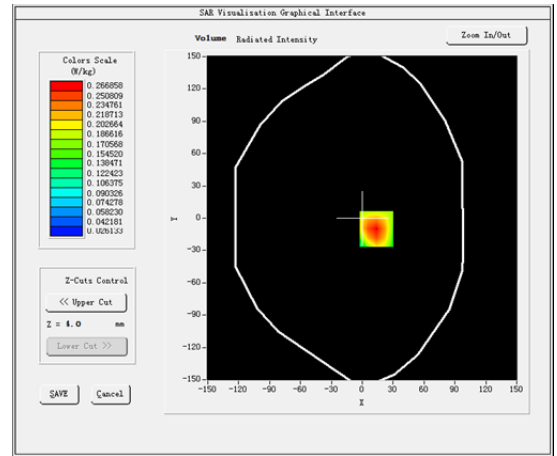 SAR Visualisation Graphical Interface
Volume Radiated Intensity
Zoom In/Out
Colors Scale
(W/kg)
0.266858
0.250809
0.234761
0.218713
0.202664
0.186616
0.170568
0.154520
0.138471
0.122423
0.106375
0.090326
0.074278
0.058230
0.042181
0.026133
Z-Cuts Control
<< Upper Cut
Z = 4.0 mm
Lower Cut >>
SAVE Cancel
150
120
90
60
30
0
-30
-60
-90
-120
-150
Y
-150 -120 -90 -60 -30 0 30 60 90 120 150
X